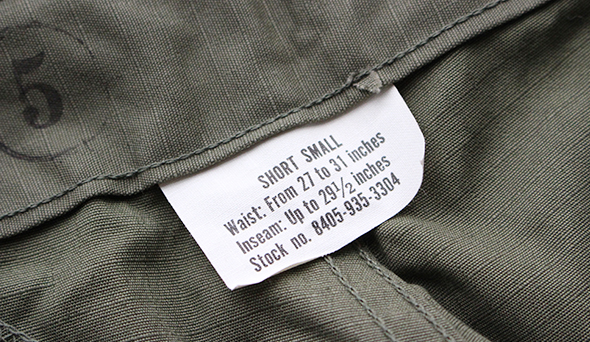 5
SHORT SMALL
Waist: From 27 to 31 inches
Inseam: Up to 29½ inches
Stock no. 8405-935-3304